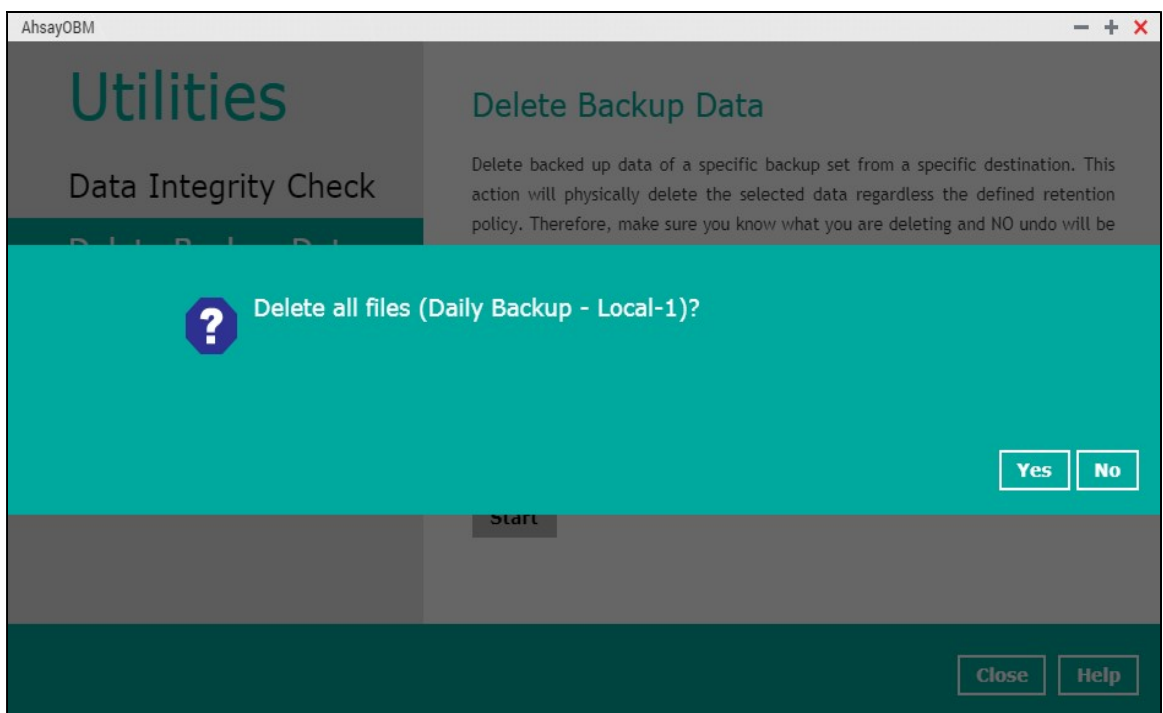 AhsayOBM
Utilities
Data Integrity Check
Delete Backup Data
Delete Backup Data
Delete backed up data of a specific backup set from a specific destination. This
action will physically delete the selected data regardless the defined retention
policy. Therefore, make sure you know what you are deleting and NO undo will be
Delete all files (Daily Backup - Local-1)?
Yes
No
Start
Close
Help